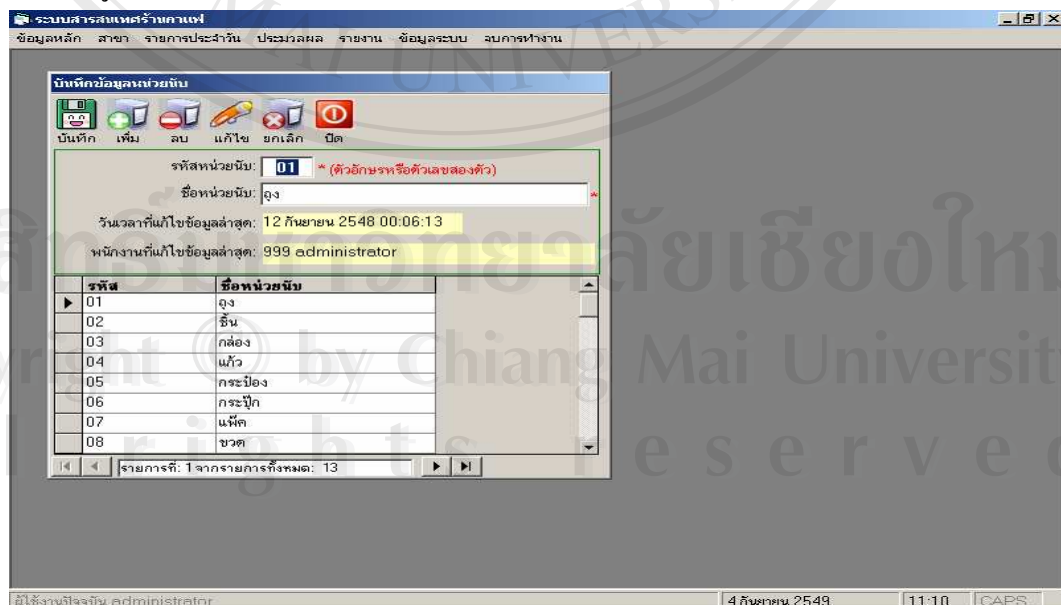 ระบบสารสนเทศร้านกาแฟ
ข้อมูลหลัก สาขา รายการประจำวัน ประมวลผล รายงาน ข้อมูลระบบ จบการทำงาน
บันทึกข้อมูลหน่วยนับ
บันทึก เพิ่ม ลบ แก้ไข ยกเลิก ปิด
รหัสหน่วยนับ: 01 * (ตัวอักษรหรือตัวเลขสองตัว)
ชื่อหน่วยนับ: ถุง *
วันเวลาที่แก้ไขข้อมูลล่าสุด: 12 กันยายน 2548 00:06:13
พนักงานที่แก้ไขข้อมูลล่าสุด: 999 administrator
รหัส ชื่อหน่วยนับ
01 ถุง
02 ชิ้น
03 กล่อง
04 แก้ว
05 กระป๋อง
06 กระปุ๊ก
07 แพ๊ค
08 ขวด
รายการที่: 1 จากรายการทั้งหมด: 13
ผู้ใช้งานปัจจุบัน administrator 4 กันยายน 2549 11:10 CAPS
by Chiang Mai Universit
rights reserve